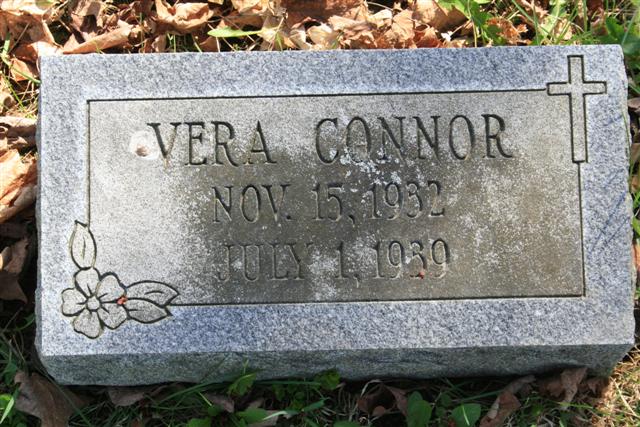 VERA CONNOR
NOV. 15, 1932
JULY 1, 1939